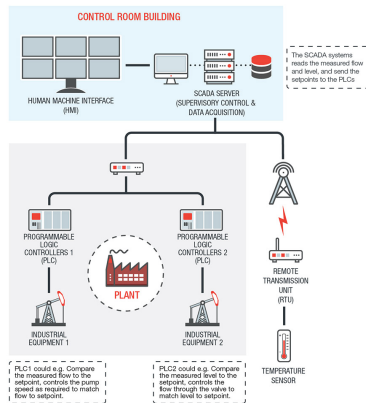 CONTROL ROOM BUILDING
HUMAN MACHINE INTERFACE
(HMI)
SCADA SERVER
(SUPERVISORY CONTROL &
DATA ACQUISITION)
The SCADA systems
reads the measured flow
and level, and send the
setpoints to the PLCs
PROGRAMMABLE
LOGIC
CONTROLLERS 1
(PLC)
PROGRAMMABLE
LOGIC
CONTROLLERS 2
(PLC)
PLANT
REMOTE
TRANSMISSION
UNIT
(RTU)
INDUSTRIAL
EQUIPMENT 1
INDUSTRIAL
EQUIPMENT 2
TEMPERATURE
SENSOR
PLC1 could e.g. Compare
the measured flow to the
setpoint, controls the pump
speed as required to match
flow to setpoint.
PLC2 could e.g. Compare
the measured level to the
setpoint, controls the
flow through the valve to
match level to setpoint.